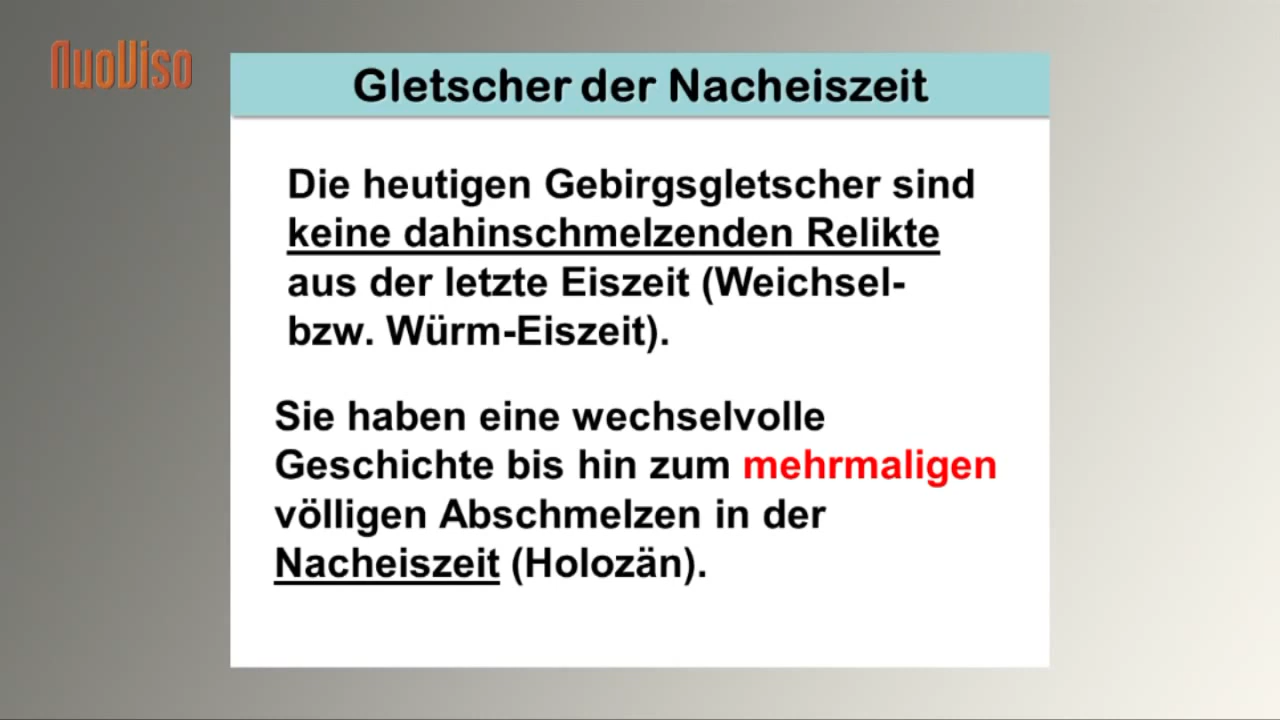 NuoViso
Gletscher der Nacheiszeit
Die heutigen Gebirgsgletscher sind
keine dahinschmelzenden Relikte
aus der letzte Eiszeit (Weichsel-
bzw. Würm-Eiszeit).
Sie haben eine wechselvolle
Geschichte bis hin zum mehrmaligen
völligen Abschmelzen in der
Nacheiszeit (Holozän).